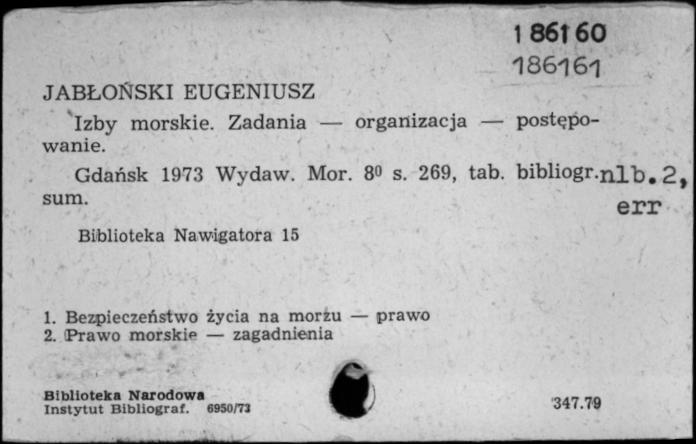 186160
186161
JABŁOŃSKI EUGENIUSZ
Izby morskie. Zadania — organizacja — postępo-
wanie.
Gdańsk 1973 Wydaw. Mor. 8⁰ s. 269, tab. bibliogr. nlb. 2,
sum.
err
Biblioteka Nawigatora 15
1. Bezpieczeństwo życia na morzu — prawo
2. Prawo morskie — zagadnienia
Biblioteka Narodowa
Instytut Bibliograf. 6950/73
347.79